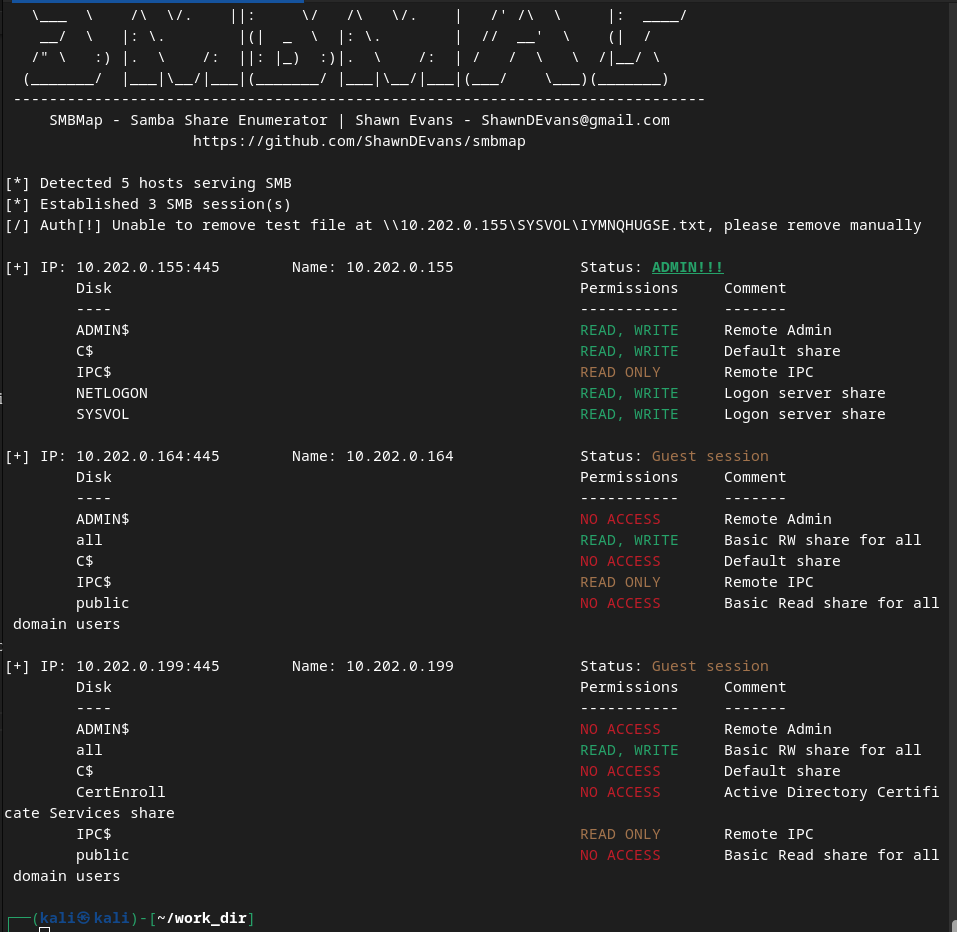 \___  \    /\  \/.    ||:     \/   /\   \/.    |   /' /\  \     |:  ____/
__/  \   |: \.        |(|  _  \  |: \.        |  //  __'  \    (|  /
/" \   :) |.  \    /:  ||: |_)  :)|.  \    /:  | /   /  \   \  /|__/ \
(_______/  |___|\__/|___|(_______/ |___|\__/|___|(___/    \___)(_______)
-----------------------------------------------------------------------------
SMBMap - Samba Share Enumerator | Shawn Evans - ShawnDEvans@gmail.com
https://github.com/ShawnDEvans/smbmap
[*] Detected 5 hosts serving SMB
[*] Established 3 SMB session(s)
[/] Auth[!] Unable to remove test file at \\10.202.0.155\SYSVOL\IYMNQHUGSE.txt, please remove manually
[+] IP: 10.202.0.155:445        Name: 10.202.0.155              Status: ADMIN!!!
Disk                                                    Permissions     Comment
----                                                    -----------     -------
ADMIN$                                                  READ, WRITE     Remote Admin
C$                                                      READ, WRITE     Default share
IPC$                                                    READ ONLY       Remote IPC
NETLOGON                                                READ, WRITE     Logon server share
SYSVOL                                                  READ, WRITE     Logon server share
[+] IP: 10.202.0.164:445        Name: 10.202.0.164              Status: Guest session
Disk                                                    Permissions     Comment
----                                                    -----------     -------
ADMIN$                                                  NO ACCESS       Remote Admin
all                                                     READ, WRITE     Basic RW share for all
C$                                                      NO ACCESS       Default share
IPC$                                                    READ ONLY       Remote IPC
public                                                  NO ACCESS       Basic Read share for all
domain users
[+] IP: 10.202.0.199:445        Name: 10.202.0.199              Status: Guest session
Disk                                                    Permissions     Comment
----                                                    -----------     -------
ADMIN$                                                  NO ACCESS       Remote Admin
all                                                     READ, WRITE     Basic RW share for all
C$                                                      NO ACCESS       Default share
CertEnroll                                              NO ACCESS       Active Directory Certifi
cate Services share
IPC$                                                    READ ONLY       Remote IPC
public                                                  NO ACCESS       Basic Read share for all
domain users
┌──(kali㉿kali)-[~/work_dir]